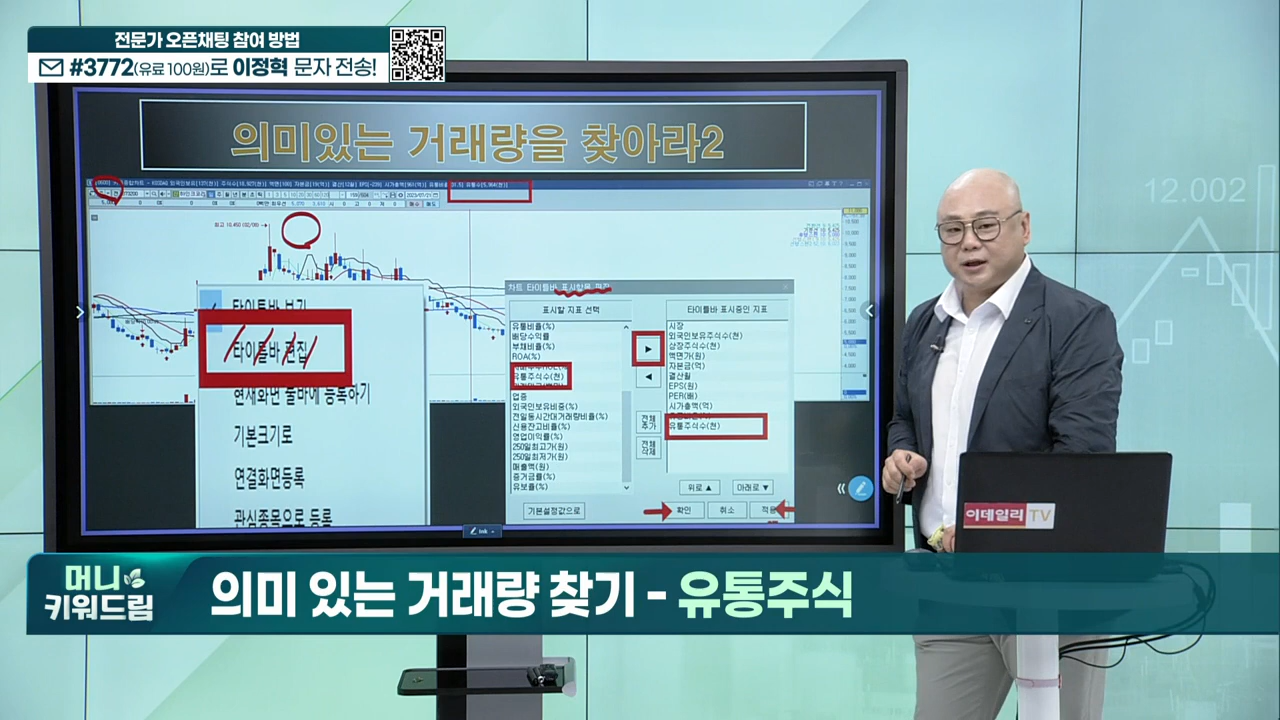 전문가 오픈채팅 참여 방법
#3772(유료 100원)로 이정혁 문자 전송!
의미있는 거래량을 찾아라2
12.002
최고 10,450 (02/08)→
타이틀바 보기
타이틀바 편집
현재화면 툴바에 등록하기
기본크기로
연결화면등록
관심종목으로 등록
차트 타이틀바 표시항목 편집
표시할 지표 선택
유통비율(%)
배당수익률
부채비율(%)
ROA(%)
유통주식수(천)
업종
외국인보유비중(%)
전일동시간대거래량비율(%)
신용잔고비율(%)
영업이익률(%)
250일최고가(원)
250일최저가(원)
매출액(원)
증거금률(%)
유보율(%)
기본설정값으로
▶
◀
전체
추가
전체
삭제
타이틀바 표시중인 지표
시장
외국인보유주식수(천)
상장주식수(천)
액면가(원)
자본금(억)
결산월
EPS(원)
PER(배)
시가총액(억)
유통주식수(천)
위로 ▲
아래로 ▼
확인
취소
적용
Ink
이데일리 TV
머니
키워드림
의미 있는 거래량 찾기 - 유통주식